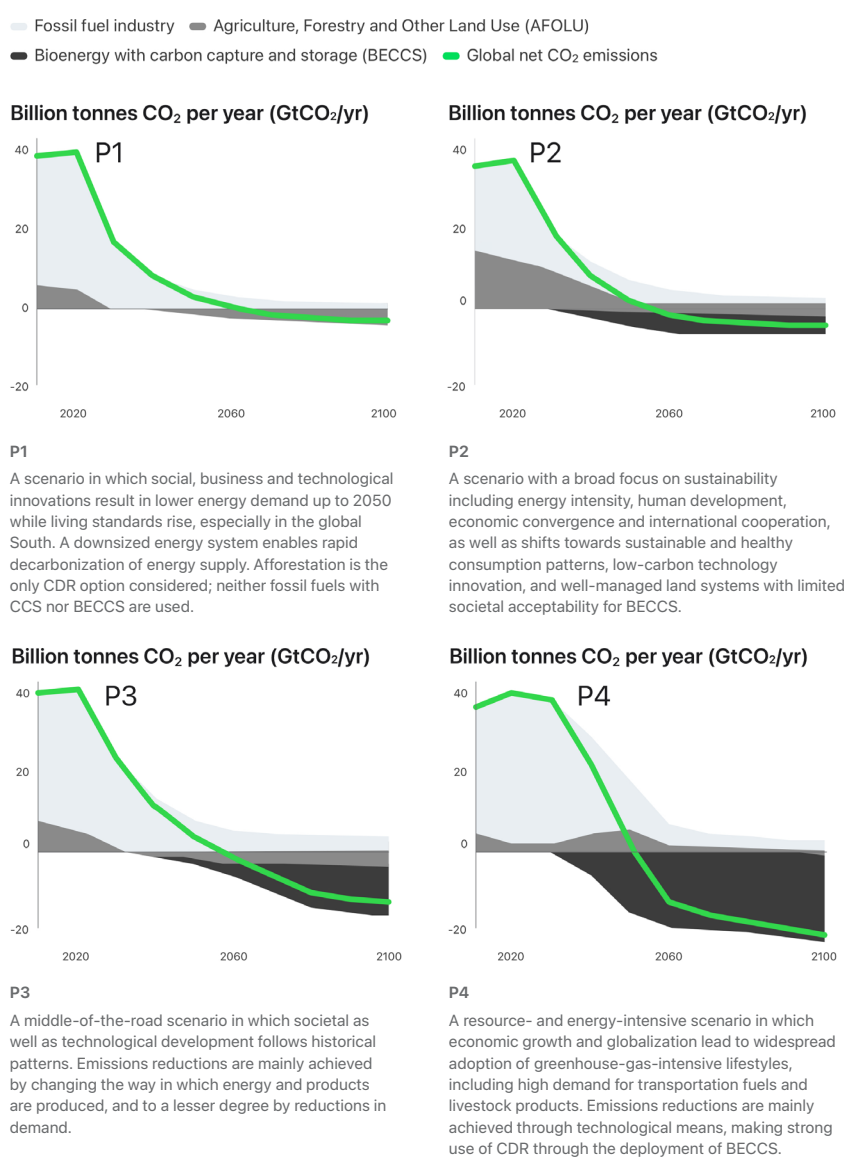 Fossil fuel industry Agriculture, Forestry and Other Land Use (AFOLU)
Bioenergy with carbon capture and storage (BECCS) Global net CO₂ emissions
Billion tonnes CO₂ per year (GtCO₂/yr)
P1
40
20
0
-20
2020 2060 2100
P1
A scenario in which social, business and technological
innovations result in lower energy demand up to 2050
while living standards rise, especially in the global
South. A downsized energy system enables rapid
decarbonization of energy supply. Afforestation is the
only CDR option considered; neither fossil fuels with
CCS nor BECCS are used.
Billion tonnes CO₂ per year (GtCO₂/yr)
P2
40
20
0
-20
2020 2060 2100
P2
A scenario with a broad focus on sustainability
including energy intensity, human development,
economic convergence and international cooperation,
as well as shifts towards sustainable and healthy
consumption patterns, low-carbon technology
innovation, and well-managed land systems with limited
societal acceptability for BECCS.
Billion tonnes CO₂ per year (GtCO₂/yr)
P3
40
20
0
-20
2020 2060 2100
P3
A middle-of-the-road scenario in which societal as
well as technological development follows historical
patterns. Emissions reductions are mainly achieved
by changing the way in which energy and products
are produced, and to a lesser degree by reductions in
demand.
Billion tonnes CO₂ per year (GtCO₂/yr)
P4
40
20
0
-20
2020 2060 2100
P4
A resource- and energy-intensive scenario in which
economic growth and globalization lead to widespread
adoption of greenhouse-gas-intensive lifestyles,
including high demand for transportation fuels and
livestock products. Emissions reductions are mainly
achieved through technological means, making strong
use of CDR through the deployment of BECCS.